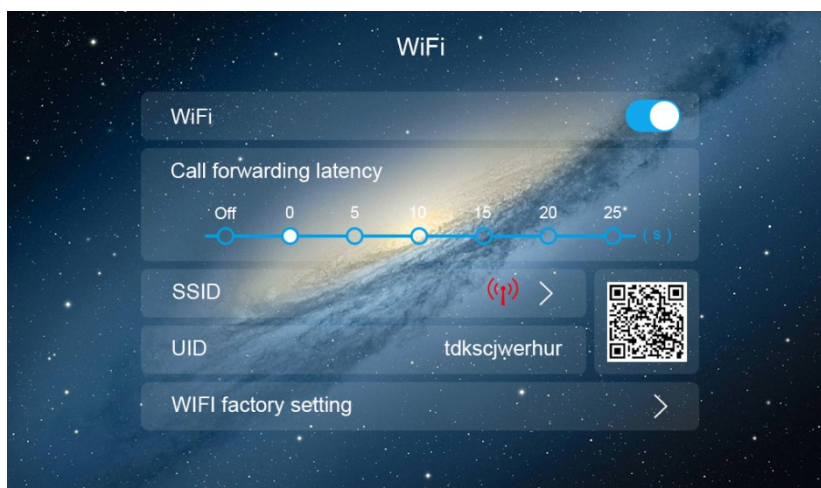 WiFi
WiFi
Call forwarding latency
Off 0 5 10 15 20 25*
( s )
SSID
UID tdkscjwerhur
WIFI factory setting